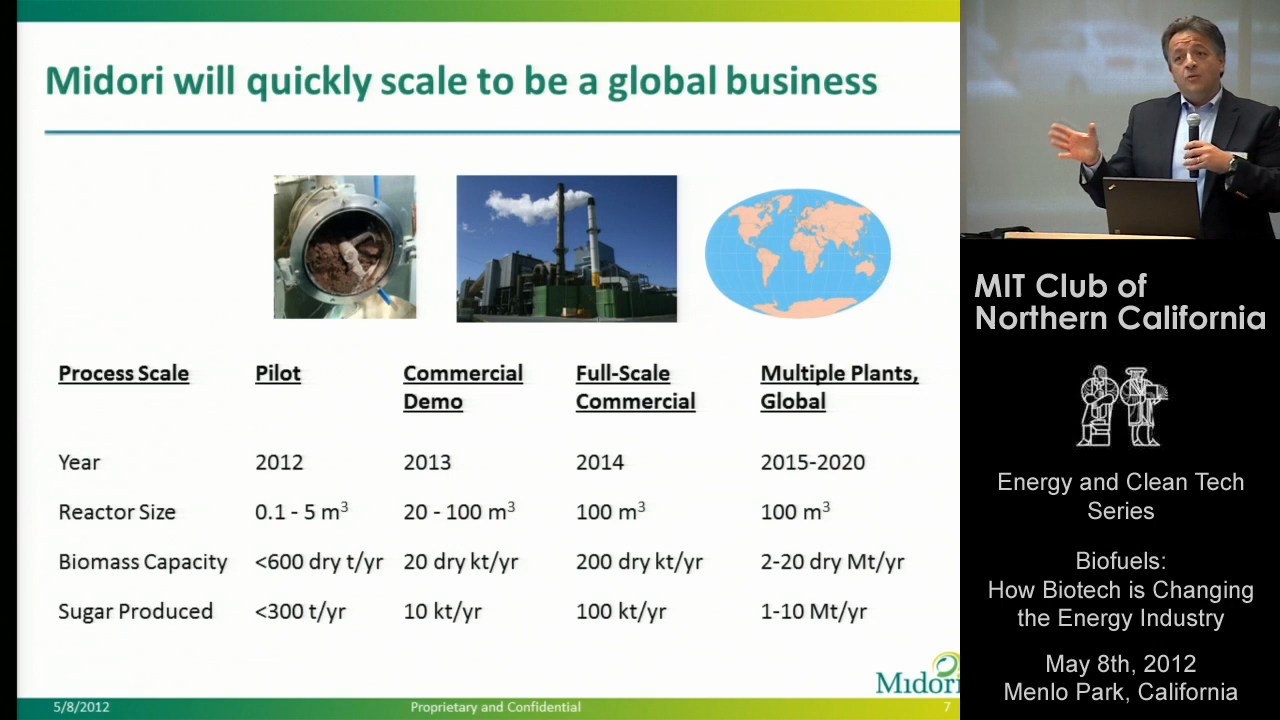 Midori will quickly scale to be a global business
Process Scale Pilot Commercial Demo Full-Scale Commercial Multiple Plants, Global
Year 2012 2013 2014 2015-2020
Reactor Size 0.1 - 5 m³ 20 - 100 m³ 100 m³ 100 m³
Biomass Capacity <600 dry t/yr 20 dry kt/yr 200 dry kt/yr 2-20 dry Mt/yr
Sugar Produced <300 t/yr 10 kt/yr 100 kt/yr 1-10 Mt/yr
Midori
5/8/2012 Proprietary and Confidential 7
MIT Club of
Northern California
Energy and Clean Tech
Series
Biofuels:
How Biotech is Changing
the Energy Industry
May 8th, 2012
Menlo Park, California